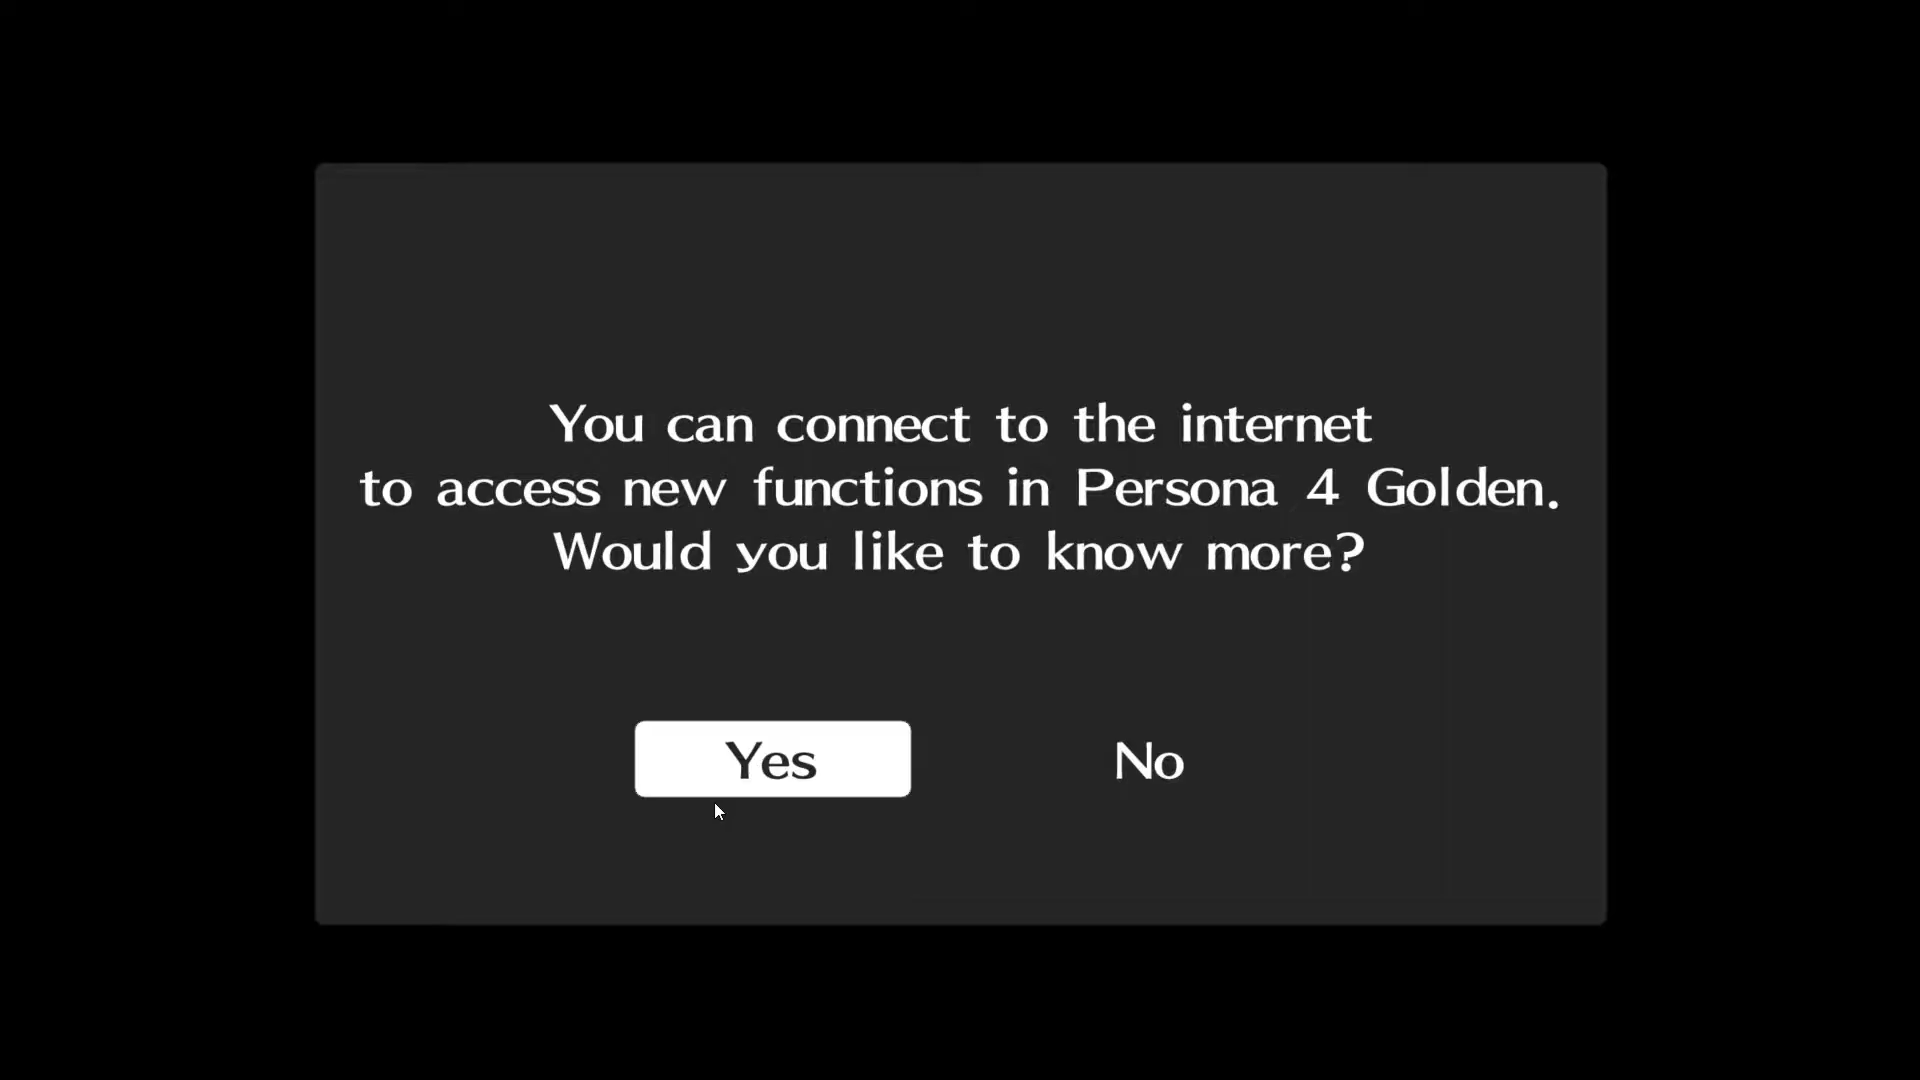 You can connect to the internet
to access new functions in Persona 4 Golden.
Would you like to know more?
Yes
No